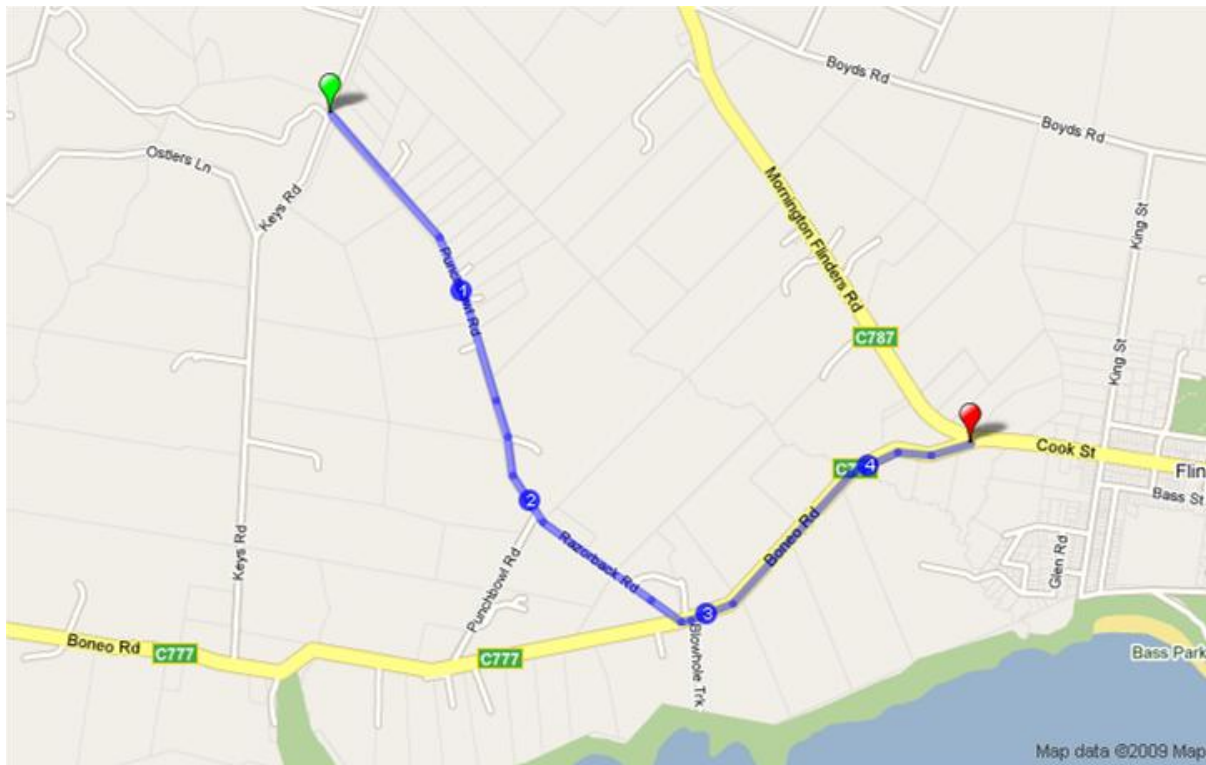 Boyds Rd
Boyds Rd
Ostlers Ln
Keys Rd
Mornington Flinders Rd
King St
1
King St
C787
Cook St
4
Flin
Bass St
2
Boneo Rd
Keys Rd
Razorback Rd
Punchbowl Rd
Glen Rd
3
Boneo Rd
C777
C777
Blowhole Trk
Bass Park
Map data ©2009 Map